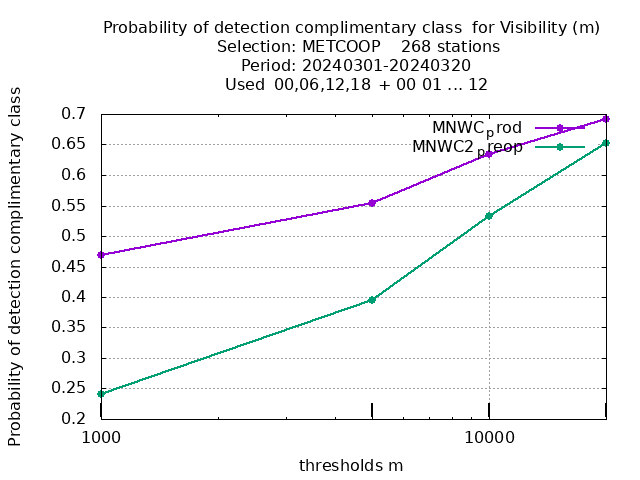 Probability of detection complimentary class  for Visibility (m)
Selection: METCOOP    268 stations
Period: 20240301-20240320
Used  00,06,12,18  + 00 01 ... 12
Probability of detection complimentary class
0.7
0.65
0.6
0.55
0.5
0.45
0.4
0.35
0.3
0.25
0.2
MNWC_prod
MNWC2_preop
1000
10000
thresholds m